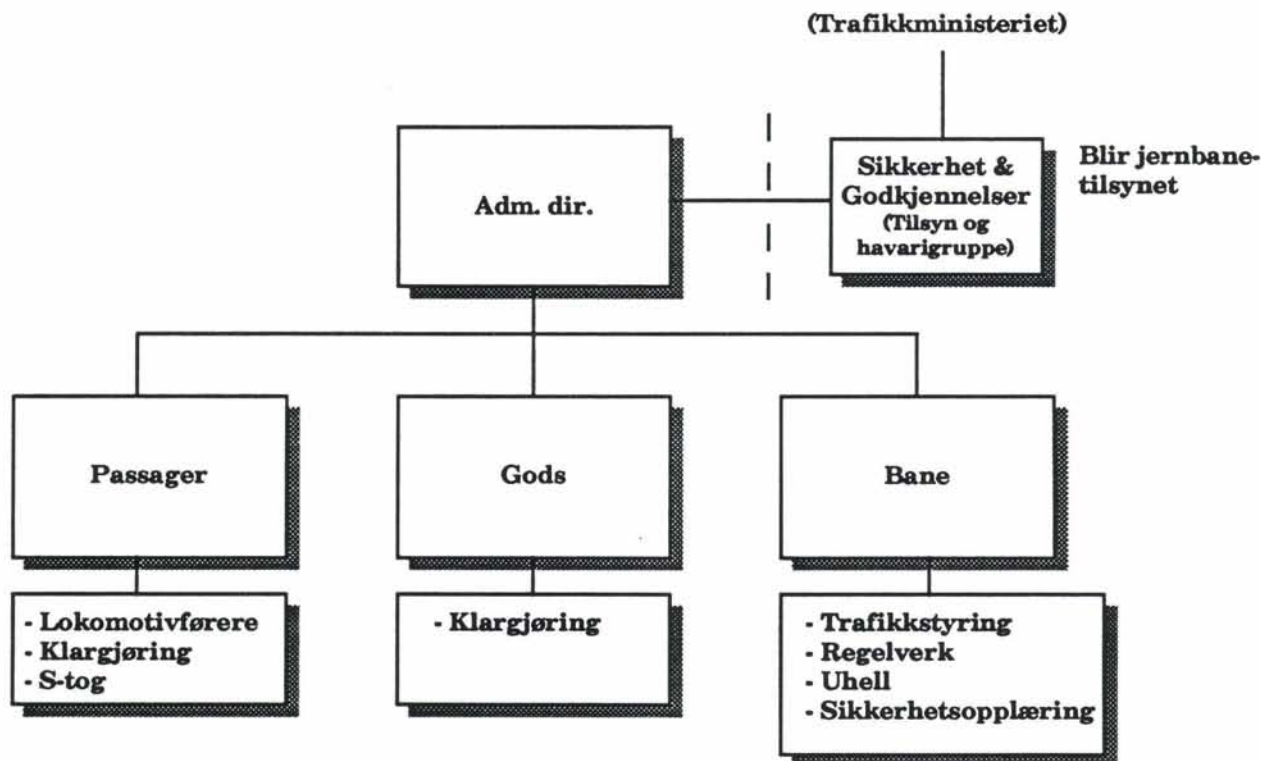 (Trafikkministeriet)
Adm. dir.
Sikkerhet &
Godkjennelser
(Tilsyn og
havarigruppe)
Blir jernbane-
tilsynet
Passager
Gods
Bane
- Lokomotivførere
- Klargjøring
- S-tog
- Klargjøring
- Trafikkstyring
- Regelverk
- Uhell
- Sikkerhetsopplæring